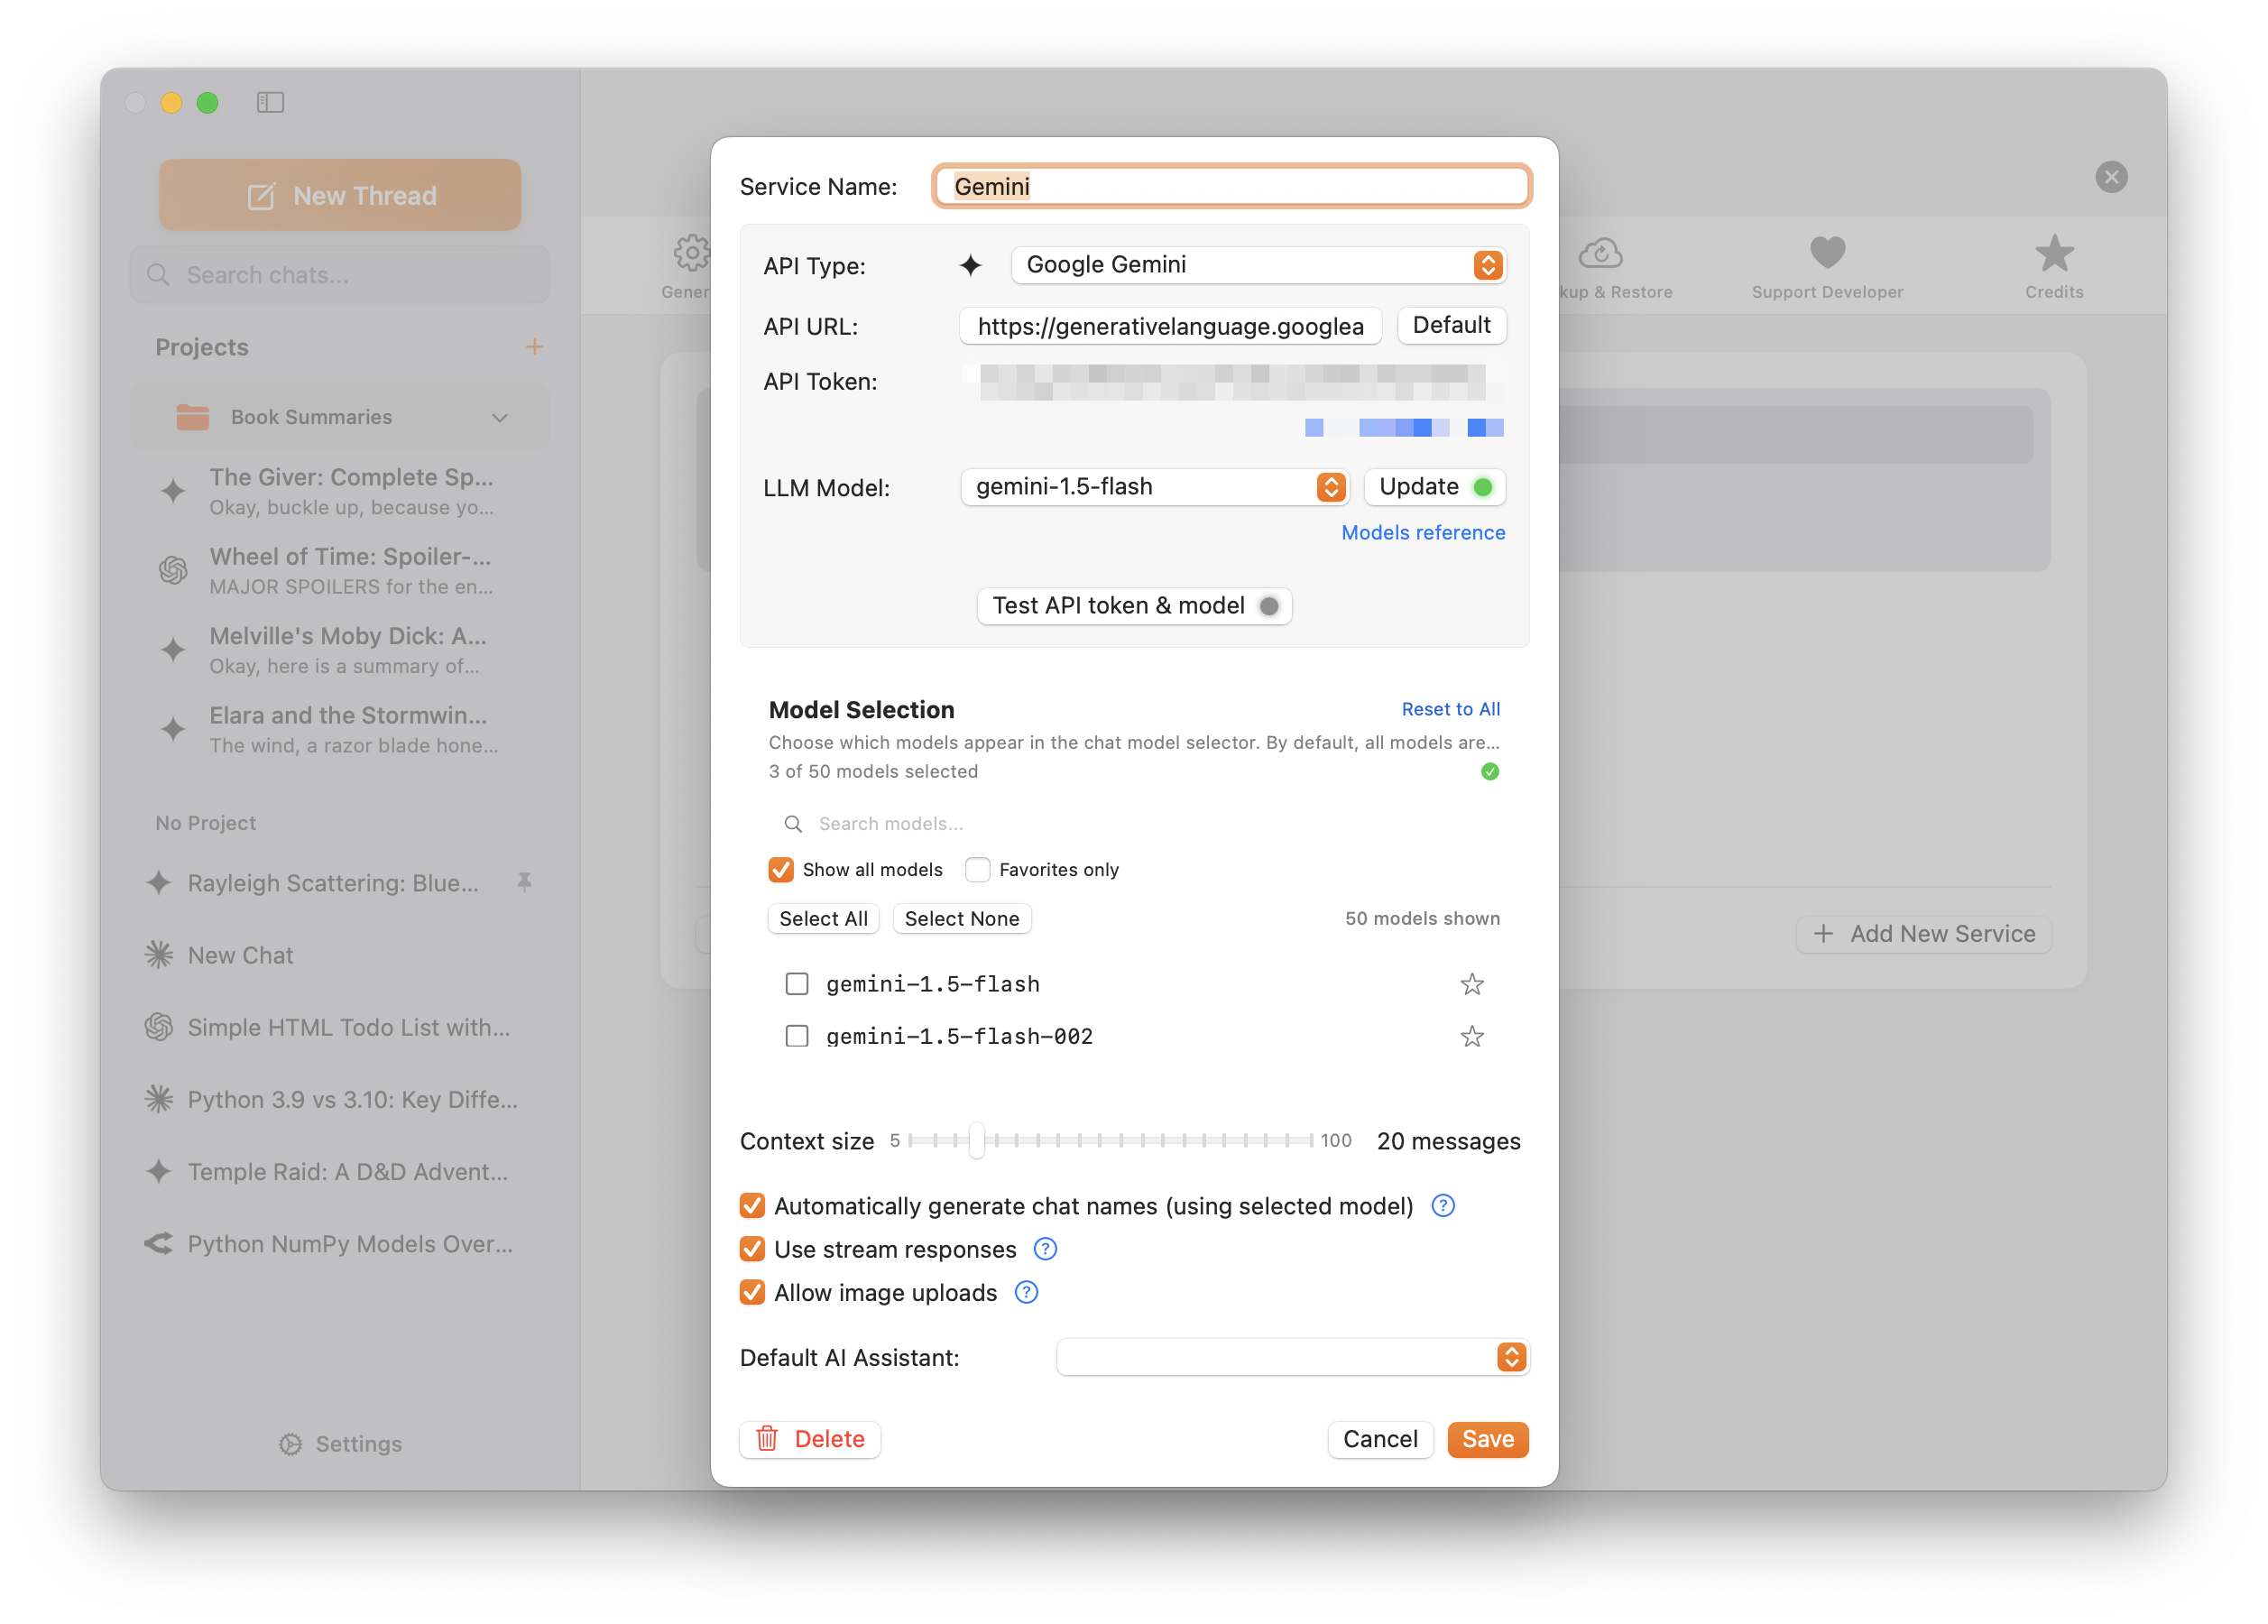 New Thread
Search chats...
Projects
Book Summaries
The Giver: Complete Sp...
Okay, buckle up, because yo...
Wheel of Time: Spoiler-...
MAJOR SPOILERS for the en...
Melville's Moby Dick: A...
Okay, here is a summary of...
Elara and the Stormwin...
The wind, a razor blade hone...
No Project
Rayleigh Scattering: Blue...
New Chat
Simple HTML Todo List with...
Python 3.9 vs 3.10: Key Diffe...
Temple Raid: A D&D Advent...
Python NumPy Models Over...
Settings
Gener
kup & Restore
Support Developer
Credits
Add New Service
Service Name:
Gemini
API Type:
Google Gemini
API URL:
https://generativelanguage.googlea
Default
API Token:
LLM Model:
gemini-1.5-flash
Update
Models reference
Test API token & model
Model Selection
Reset to All
Choose which models appear in the chat model selector. By default, all models are...
3 of 50 models selected
Search models...
Show all models
Favorites only
Select All
Select None
50 models shown
gemini-1.5-flash
gemini-1.5-flash-002
Context size
5
100
20 messages
Automatically generate chat names (using selected model)
Use stream responses
Allow image uploads
Default AI Assistant:
Delete
Cancel
Save